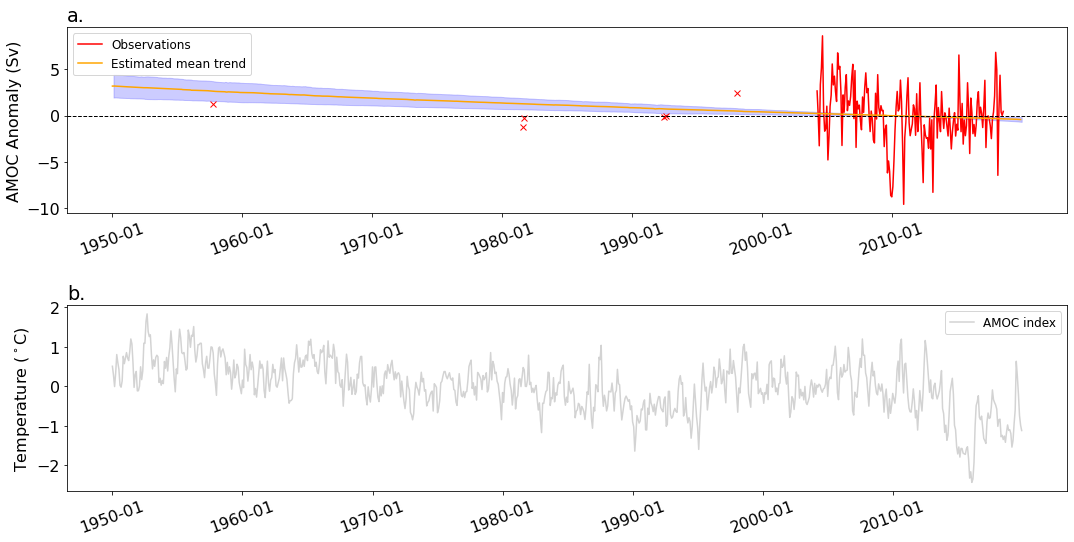 a.
AMOC Anomaly (Sv)
Observations
Estimated mean trend
5
0
−5
−10
1950-01 1960-01 1970-01 1980-01 1990-01 2000-01 2010-01
b.
Temperature (°C)
AMOC index
2
1
0
−1
−2
1950-01 1960-01 1970-01 1980-01 1990-01 2000-01 2010-01